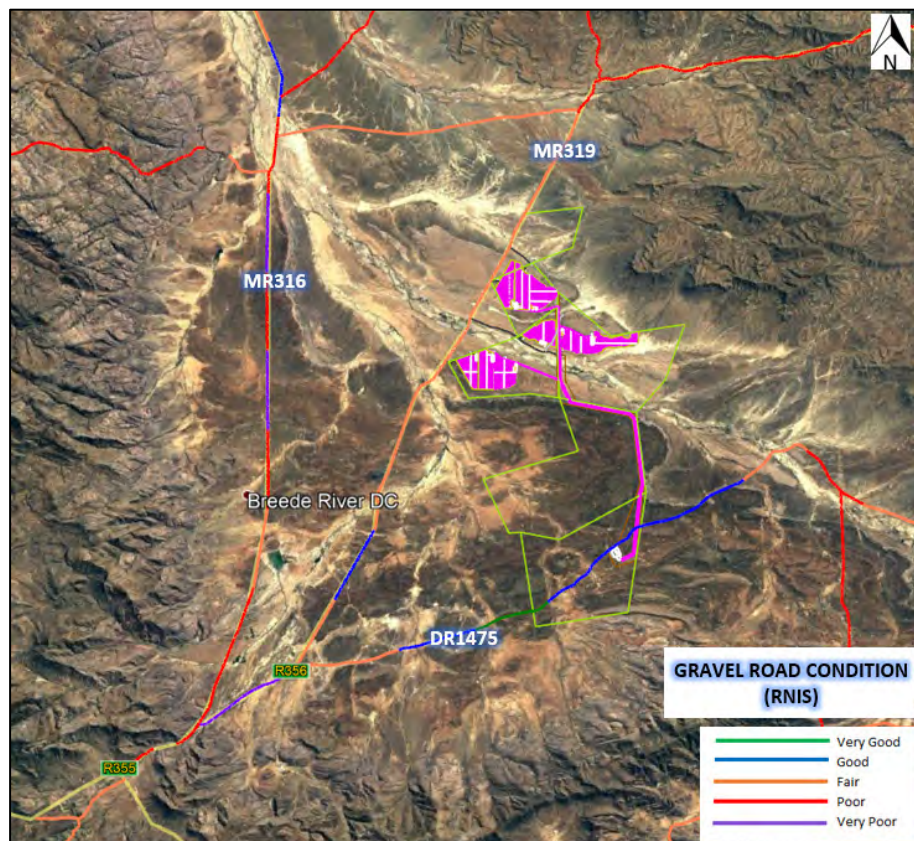 N
MR319
MR316
Breede River DC
DR1475
R356
R355
GRAVEL ROAD CONDITION
(RNIS)
Very Good
Good
Fair
Poor
Very Poor